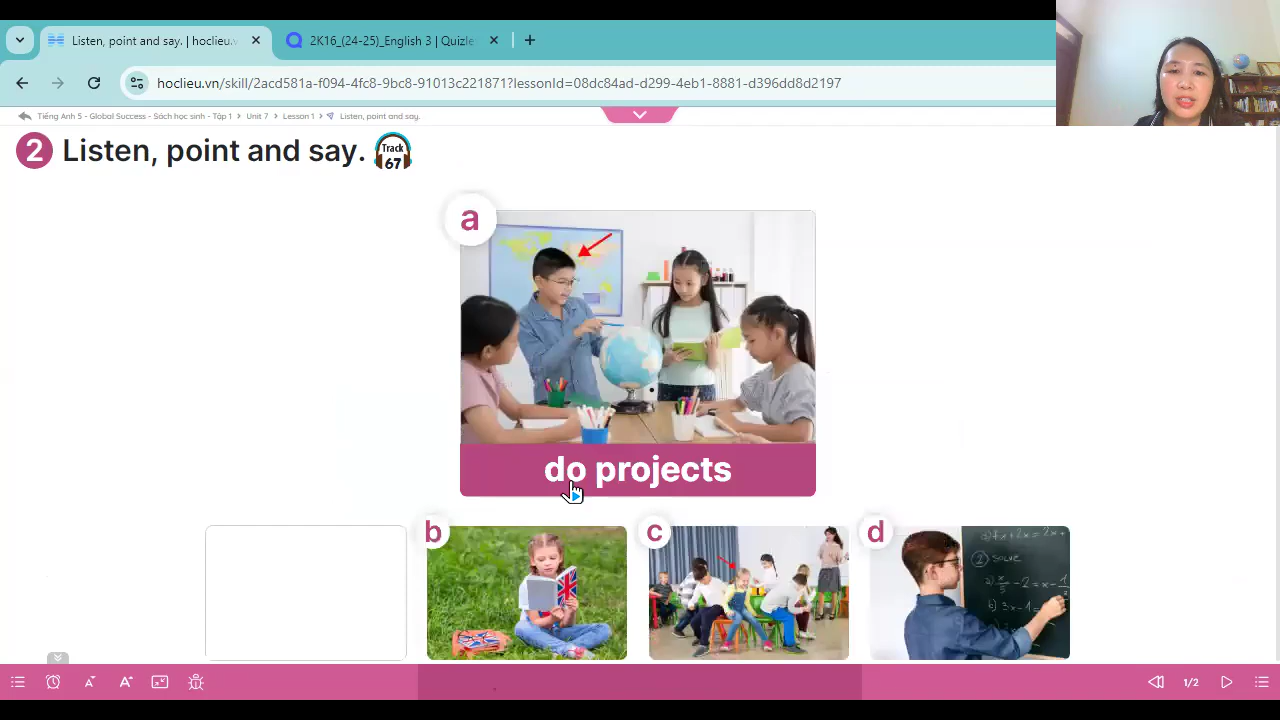 Listen, point and say. | hoclieu.v
2K16_(24-25)_English 3 | Quizle
hoclieu.vn/skill/2acd581a-f094-4fc8-9bc8-91013c221871?lessonId=08dc84ad-d299-4eb1-8881-d396dd8d2197
Tiếng Anh 5 - Global Success - Sách học sinh - Tập 1 > Unit 7 > Lesson 1 > Listen, point and say.
2 Listen, point and say. Track 67
a
do projects
b
c
d
2 solve
1/2